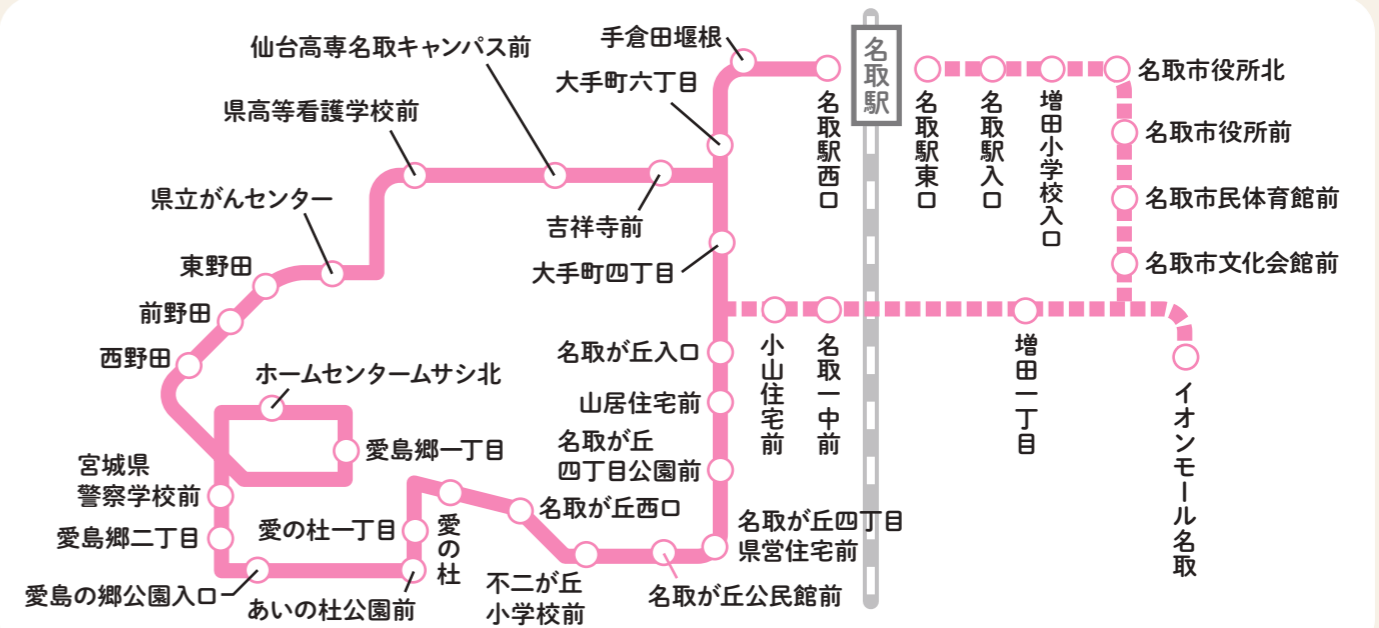 手倉田堰根
仙台高専名取キャンパス前
大手町六丁目
県高等看護学校前
名取駅
名取駅西口
名取駅東口
名取駅入口
増田小学校入口
名取市役所北
名取市役所前
名取市民体育館前
名取市文化会館前
県立がんセンター
吉祥寺前
大手町四丁目
東野田
前野田
西野田
ホームセンタームサシ北
愛島郷一丁目
宮城県
警察学校前
愛島郷二丁目
愛島の郷公園入口
あいの杜公園前
愛の杜一丁目
愛の杜
名取が丘西口
不二が丘
小学校前
名取が丘公民館前
名取が丘四丁目
県営住宅前
名取が丘
四丁目公園前
山居住宅前
名取が丘入口
小山住宅前
名取一中前
増田一丁目
イオンモール名取